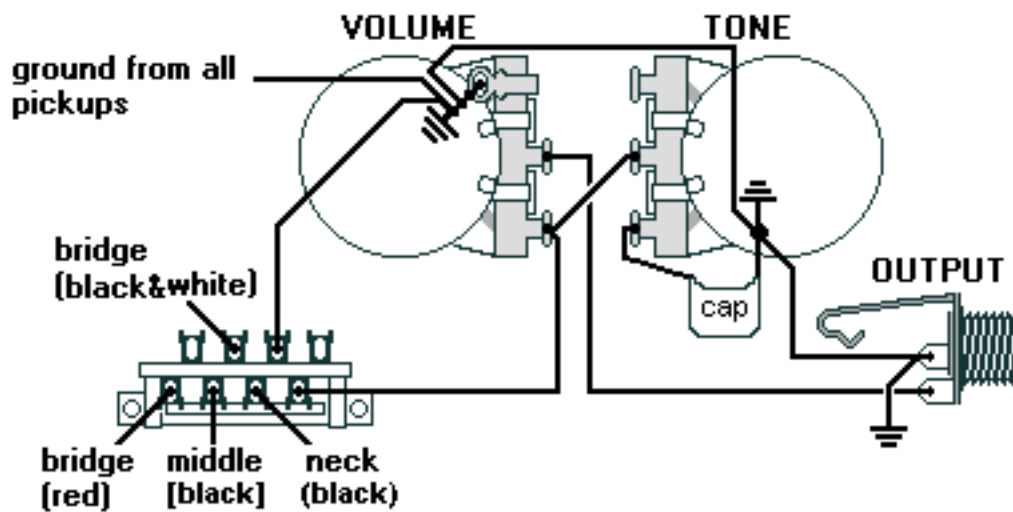 VOLUME
TONE
ground from all
pickups
bridge
(black&white)
OUTPUT
cap
bridge
(red)
middle
[black]
neck
(black)